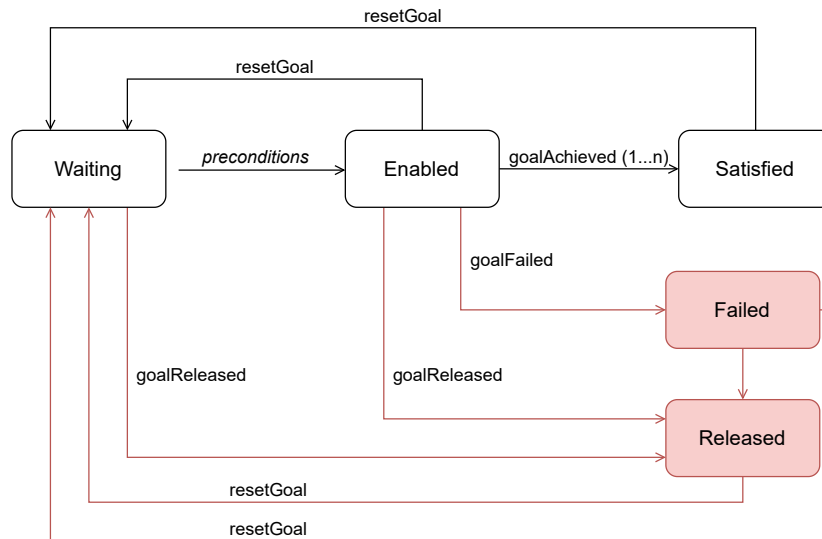 resetGoal
resetGoal
Waiting
preconditions
Enabled
goalAchieved (1...n)
Satisfied
goalFailed
Failed
goalReleased
goalReleased
Released
resetGoal
resetGoal